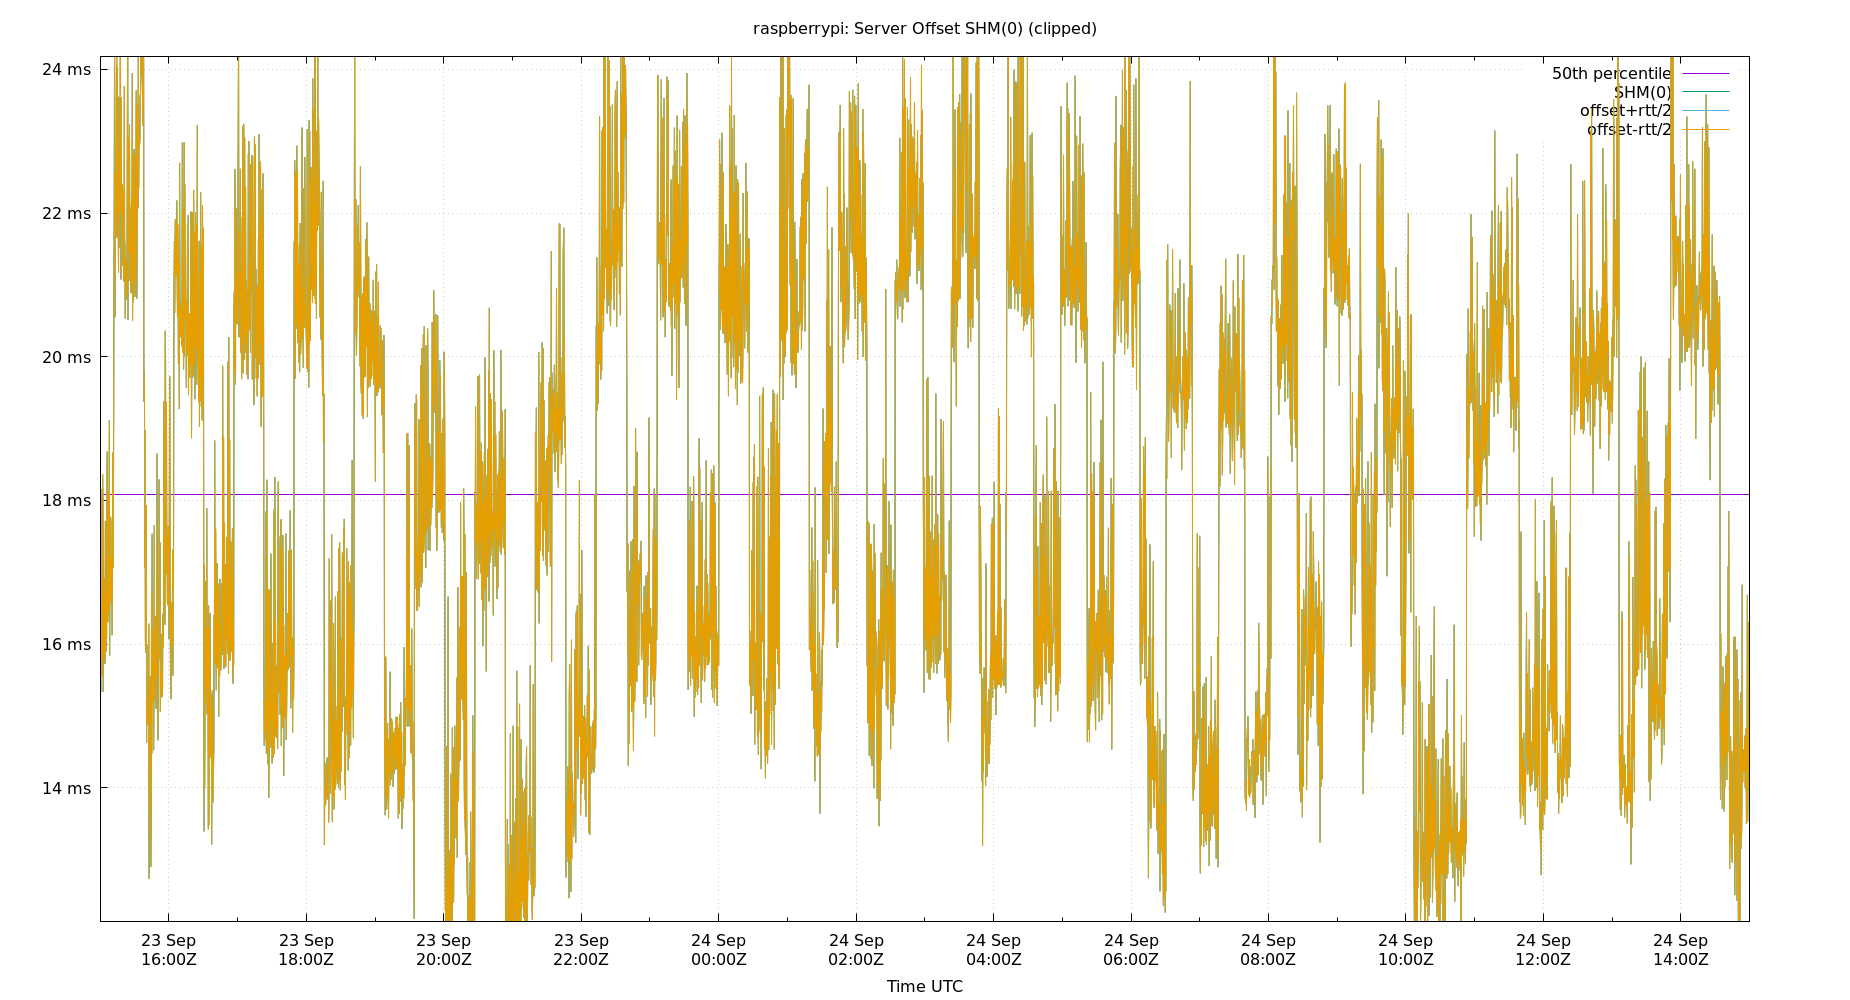 raspberrypi: Server Offset SHM(0) (clipped)
24 ms
22 ms
20 ms
18 ms
16 ms
14 ms
50th percentile
SHM(0)
offset+rtt/2
offset-rtt/2
23 Sep 23 Sep 23 Sep 23 Sep 24 Sep 24 Sep 24 Sep 24 Sep 24 Sep 24 Sep 24 Sep 24 Sep
16:00Z 18:00Z 20:00Z 22:00Z 00:00Z 02:00Z 04:00Z 06:00Z 08:00Z 10:00Z 12:00Z 14:00Z
Time UTC